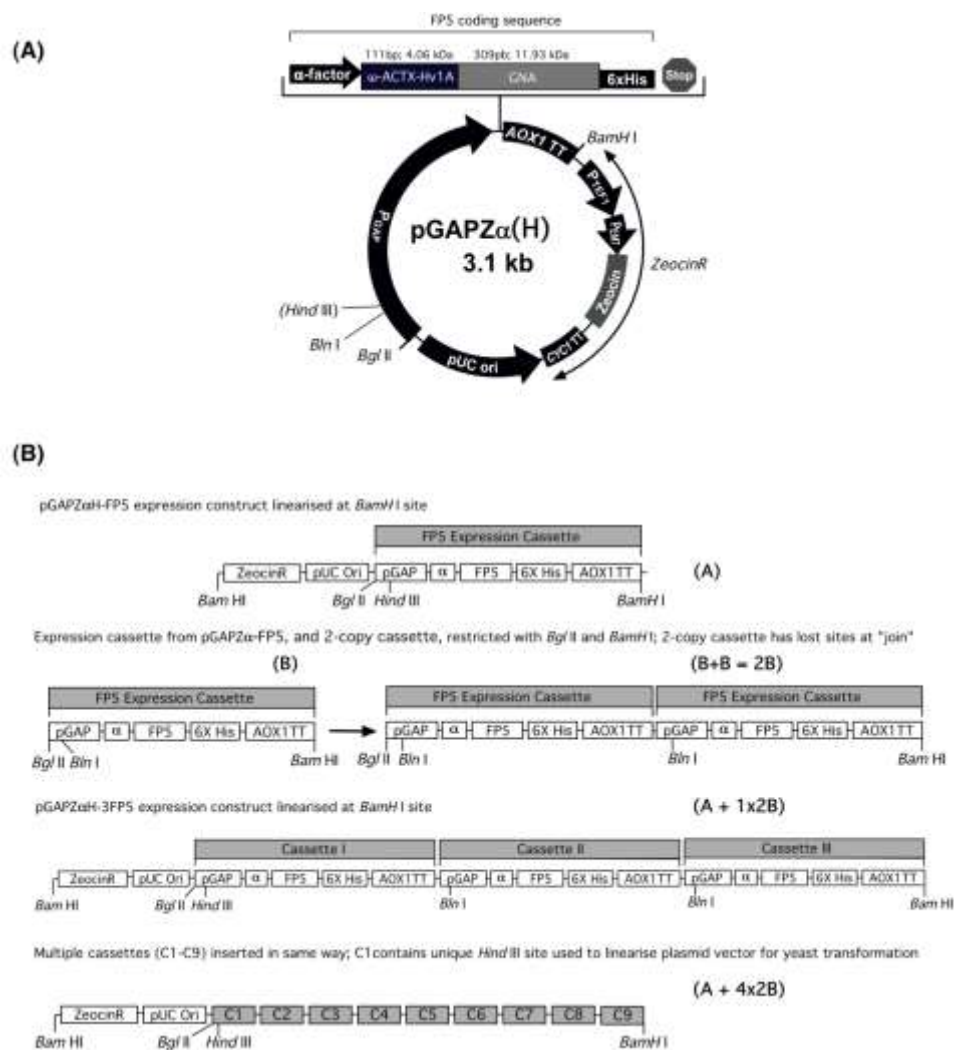 (A)
FP5 coding sequence
111bp; 4.06 kDa 309pb; 11.93 kDa
α-factor ω-ACTX-Hv1A GNA 6xHis Stop
AOX1 TT
BamH I
PTEF1
PGAP
pGAPZα(H)
3.1 kb
Zeocin
ZeocinR
(Hind III)
Bln I
Bgl II
pUC ori
CYC1 TT
(B)
pGAPZαH-FP5 expression construct linearised at BamH I site
FP5 Expression Cassette
ZeocinR pUC Ori pGAP α FP5 6X His AOX1TT (A)
Bam HI Bgl II Hind III BamH I
Expression cassette from pGAPZα-FP5, and 2-copy cassette, restricted with Bgl II and BamH I; 2-copy cassette has lost sites at "join"
(B) (B+B = 2B)
FP5 Expression Cassette FP5 Expression Cassette FP5 Expression Cassette
pGAP α FP5 6X His AOX1TT pGAP α FP5 6X His AOX1TT pGAP α FP5 6X His AOX1TT
Bgl II Bln I Bam HI Bgl II Bln I Bln I Bam HI
pGAPZαH-3FP5 expression construct linearised at BamH I site (A + 1x2B)
Cassette I Cassette II Cassette III
ZeocinR pUC Ori pGAP α FP5 6X His AOX1TT pGAP α FP5 6X His AOX1TT pGAP α FP5 6X His AOX1TT
Bam HI Bgl II Hind III Bln I Bln I Bam HI
Multiple cassettes (C1-C9) inserted in same way; C1contains unique Hind III site used to linearise plasmid vector for yeast transformation
(A + 4x2B)
ZeocinR pUC Ori C1 C2 C3 C4 C5 C6 C7 C8 C9
Bam HI Bgl II Hind III BamH I